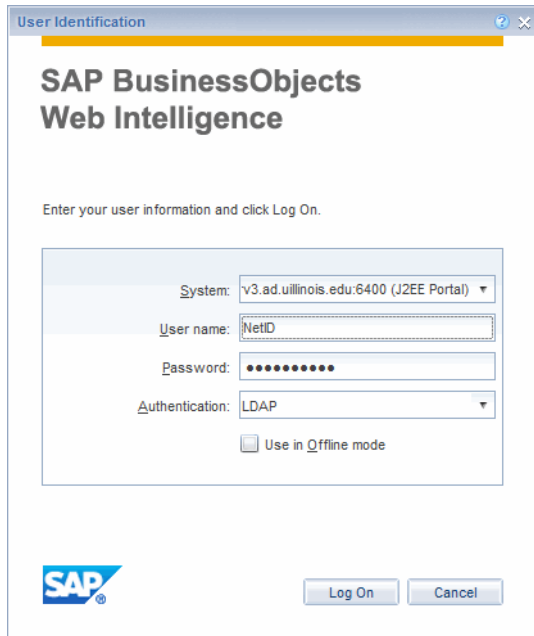 User Identification
SAP BusinessObjects
Web Intelligence
Enter your user information and click Log On.
System: v3.ad.uillinois.edu:6400 (J2EE Portal)
User name: NetID
Password: ●●●●●●●●●●
Authentication: LDAP
Use in Offline mode
SAP®
Log On Cancel